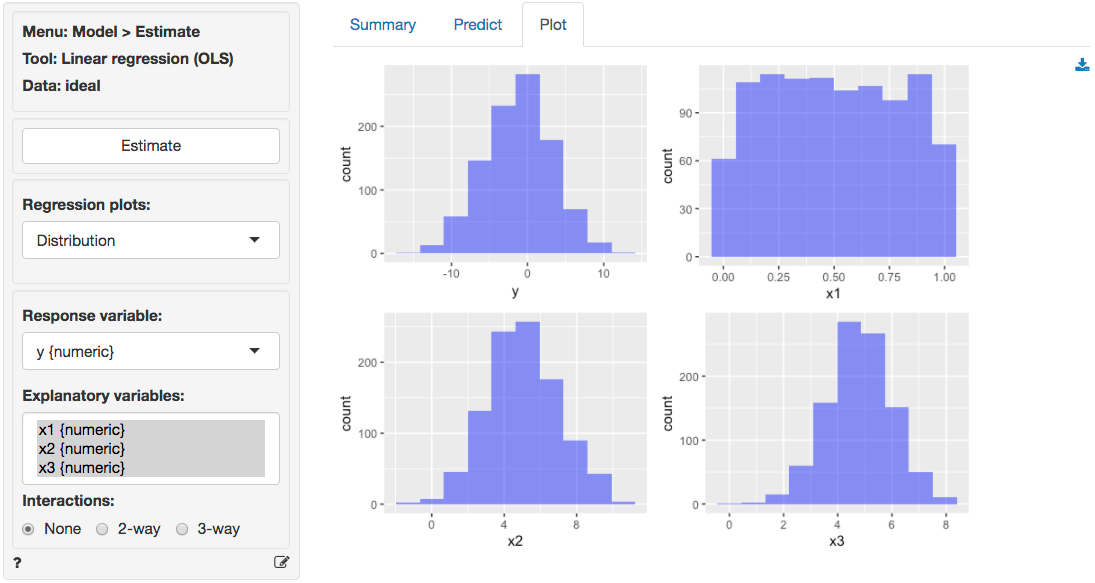 Menu: Model > Estimate
Tool: Linear regression (OLS)
Data: ideal
Estimate
Regression plots:
Distribution
Response variable:
y {numeric}
Explanatory variables:
x1 {numeric}
x2 {numeric}
x3 {numeric}
Interactions:
None 2-way 3-way
?
Summary Predict Plot
count
200
100
0
-10 0 10
y
count
90
60
30
0
0.00 0.25 0.50 0.75 1.00
x1
count
200
100
0
0 4 8
x2
count
200
100
0
0 2 4 6 8
x3